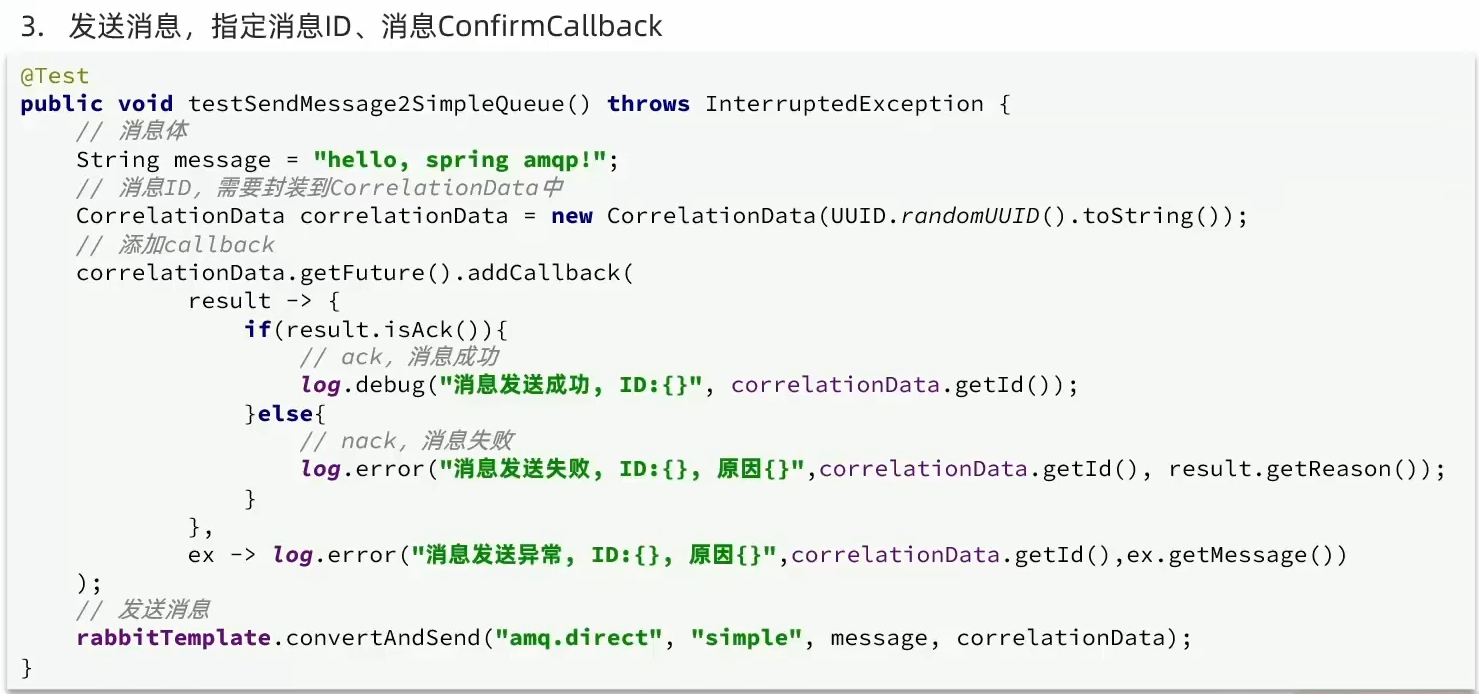 3. 发送消息，指定消息ID、消息ConfirmCallback
@Test
public void testSendMessage2SimpleQueue() throws InterruptedException {
    // 消息体
    String message = "hello, spring amqp!";
    // 消息ID，需要封装到CorrelationData中
    CorrelationData correlationData = new CorrelationData(UUID.randomUUID().toString());
    // 添加callback
    correlationData.getFuture().addCallback(
            result -> {
                if(result.isAck()){
                    // ack，消息成功
                    log.debug("消息发送成功, ID:{}", correlationData.getId());
                }else{
                    // nack，消息失败
                    log.error("消息发送失败, ID:{}, 原因{}",correlationData.getId(), result.getReason());
                }
            },
            ex -> log.error("消息发送异常, ID:{}, 原因{}",correlationData.getId(),ex.getMessage())
    );
    // 发送消息
    rabbitTemplate.convertAndSend("amq.direct", "simple", message, correlationData);
}